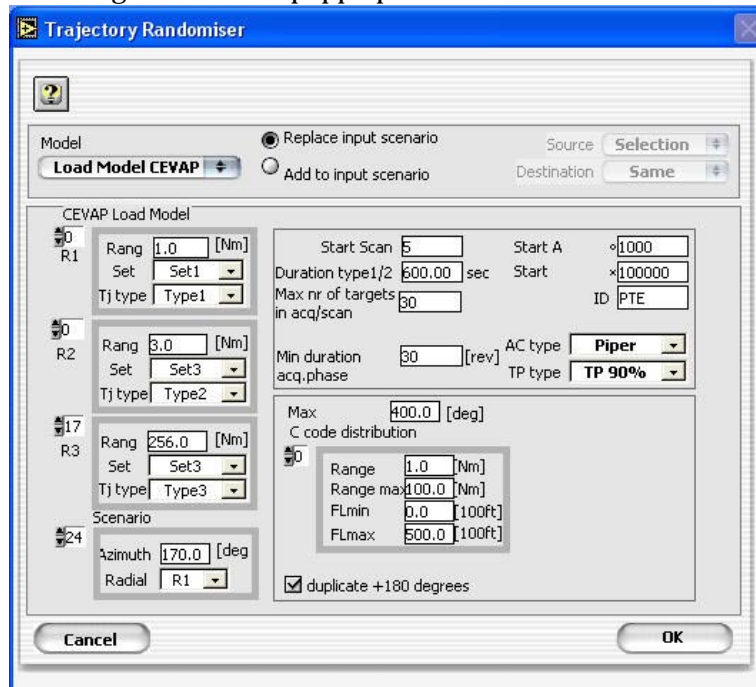 Trajectory Randomiser
?
Model
Load Model CEVAP
Replace input scenario
Add to input scenario
Source Selection
Destination Same
CEVAP Load Model
0
R1
Rang 1.0 [Nm]
Set Set1
Tj type Type1
0
R2
Rang 3.0 [Nm]
Set Set3
Tj type Type2
17
R3
Rang 256.0 [Nm]
Set Set3
Tj type Type3
Scenario
24
Azimuth 170.0 [deg
Radial R1
Start Scan 5
Duration type1/2 600.00 sec
Max nr of targets 30
in acq/scan
Min duration 30 [rev]
acq.phase
Start A 1000
Start ×100000
ID PTE
AC type Piper
TP type TP 90%
Max 400.0 [deg]
C code distribution
0
Range 1.0 [Nm]
Range max 100.0 [Nm]
FLmin 0.0 [100ft]
FLmax 500.0 [100ft]
duplicate +180 degrees
Cancel
OK